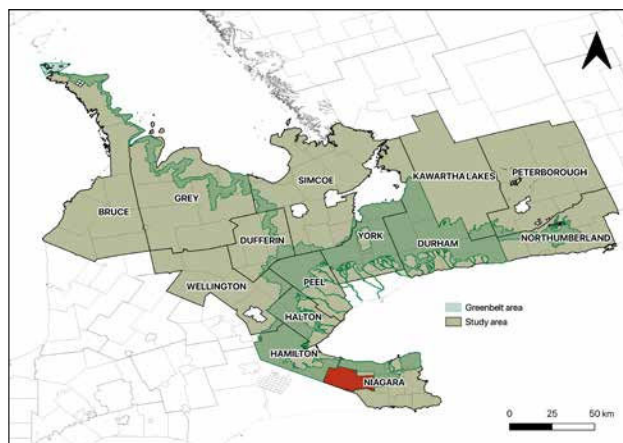 KAWARTHA LAKES
PETERBOROUGH
SIMCOE
GREY
BRUCE
YORK
DUFFERIN
DURHAM
NORTHUMBERLAND
PEEL
WELLINGTON
HALTON
Greenbelt area
Study area
HAMILTON
NIAGARA
0 25 50 km